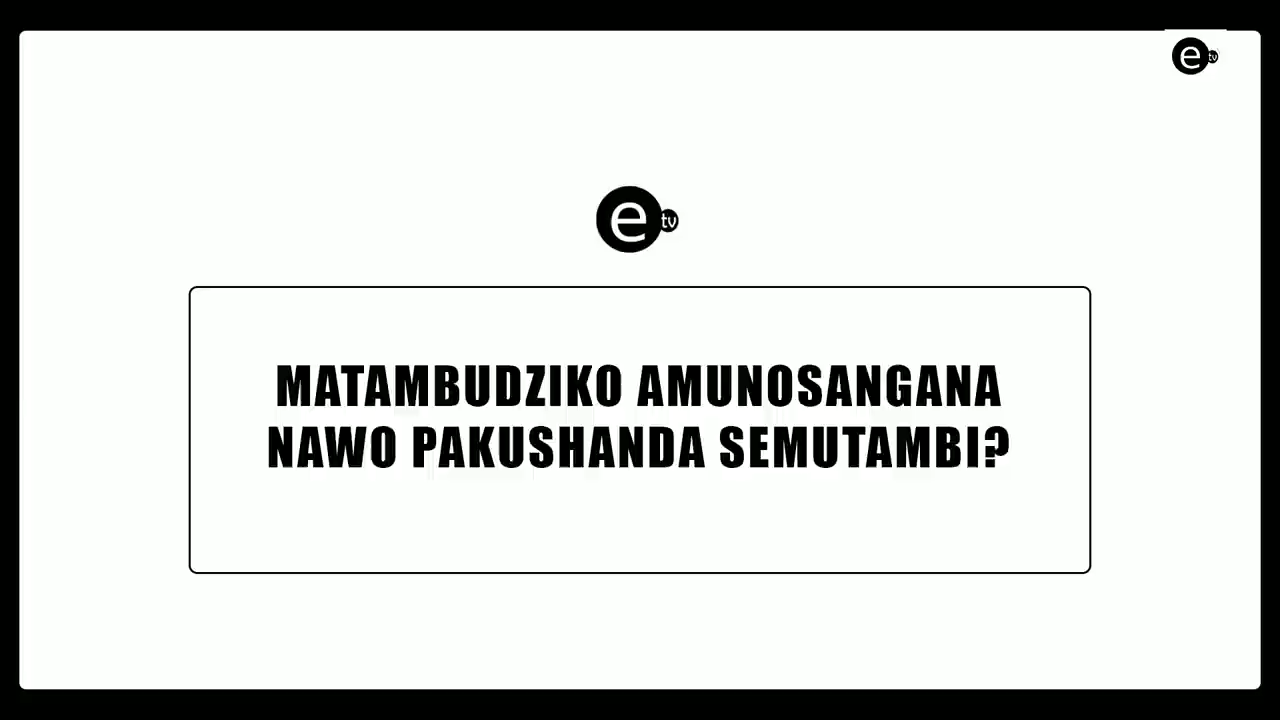 e tv
e tv
MATAMBUDZIKO AMUNOSANGANA
NAWO PAKUSHANDA SEMUTAMBI?